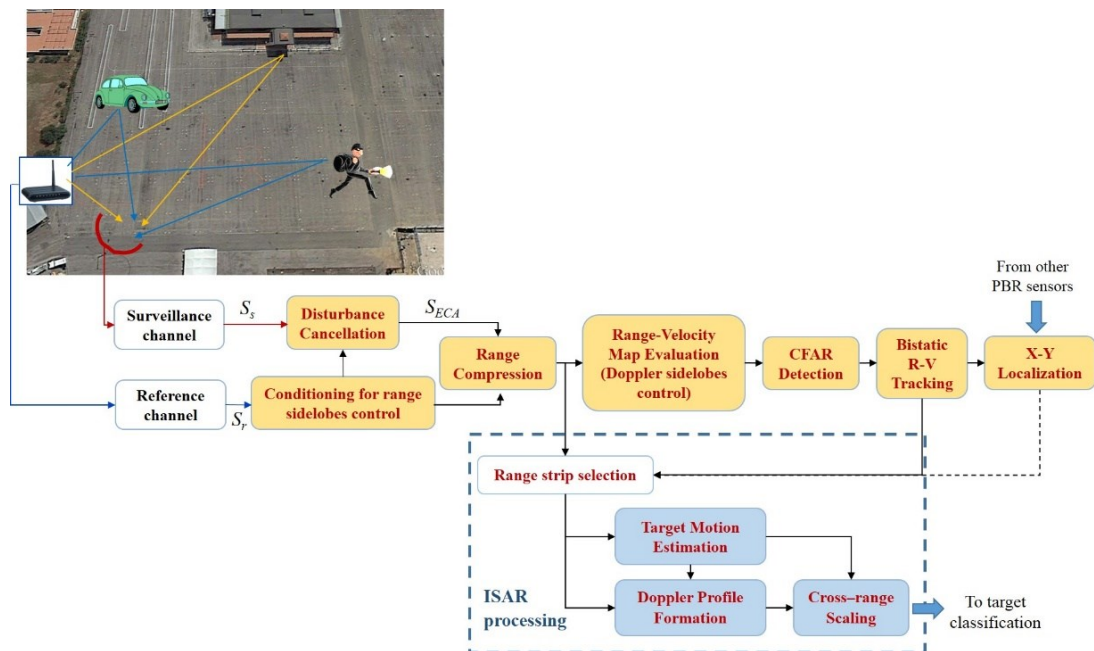 From other
PBR sensors
Surveillance
channel
S_s
Disturbance
Cancellation
S_ECA
Range
Compression
Range-Velocity
Map Evaluation
(Doppler sidelobes
control)
CFAR
Detection
Bistatic
R-V
Tracking
X-Y
Localization
Reference
channel
S_r
Conditioning for range
sidelobes control
Range strip selection
Target Motion
Estimation
ISAR
processing
Doppler Profile
Formation
Cross–range
Scaling
To target
classification